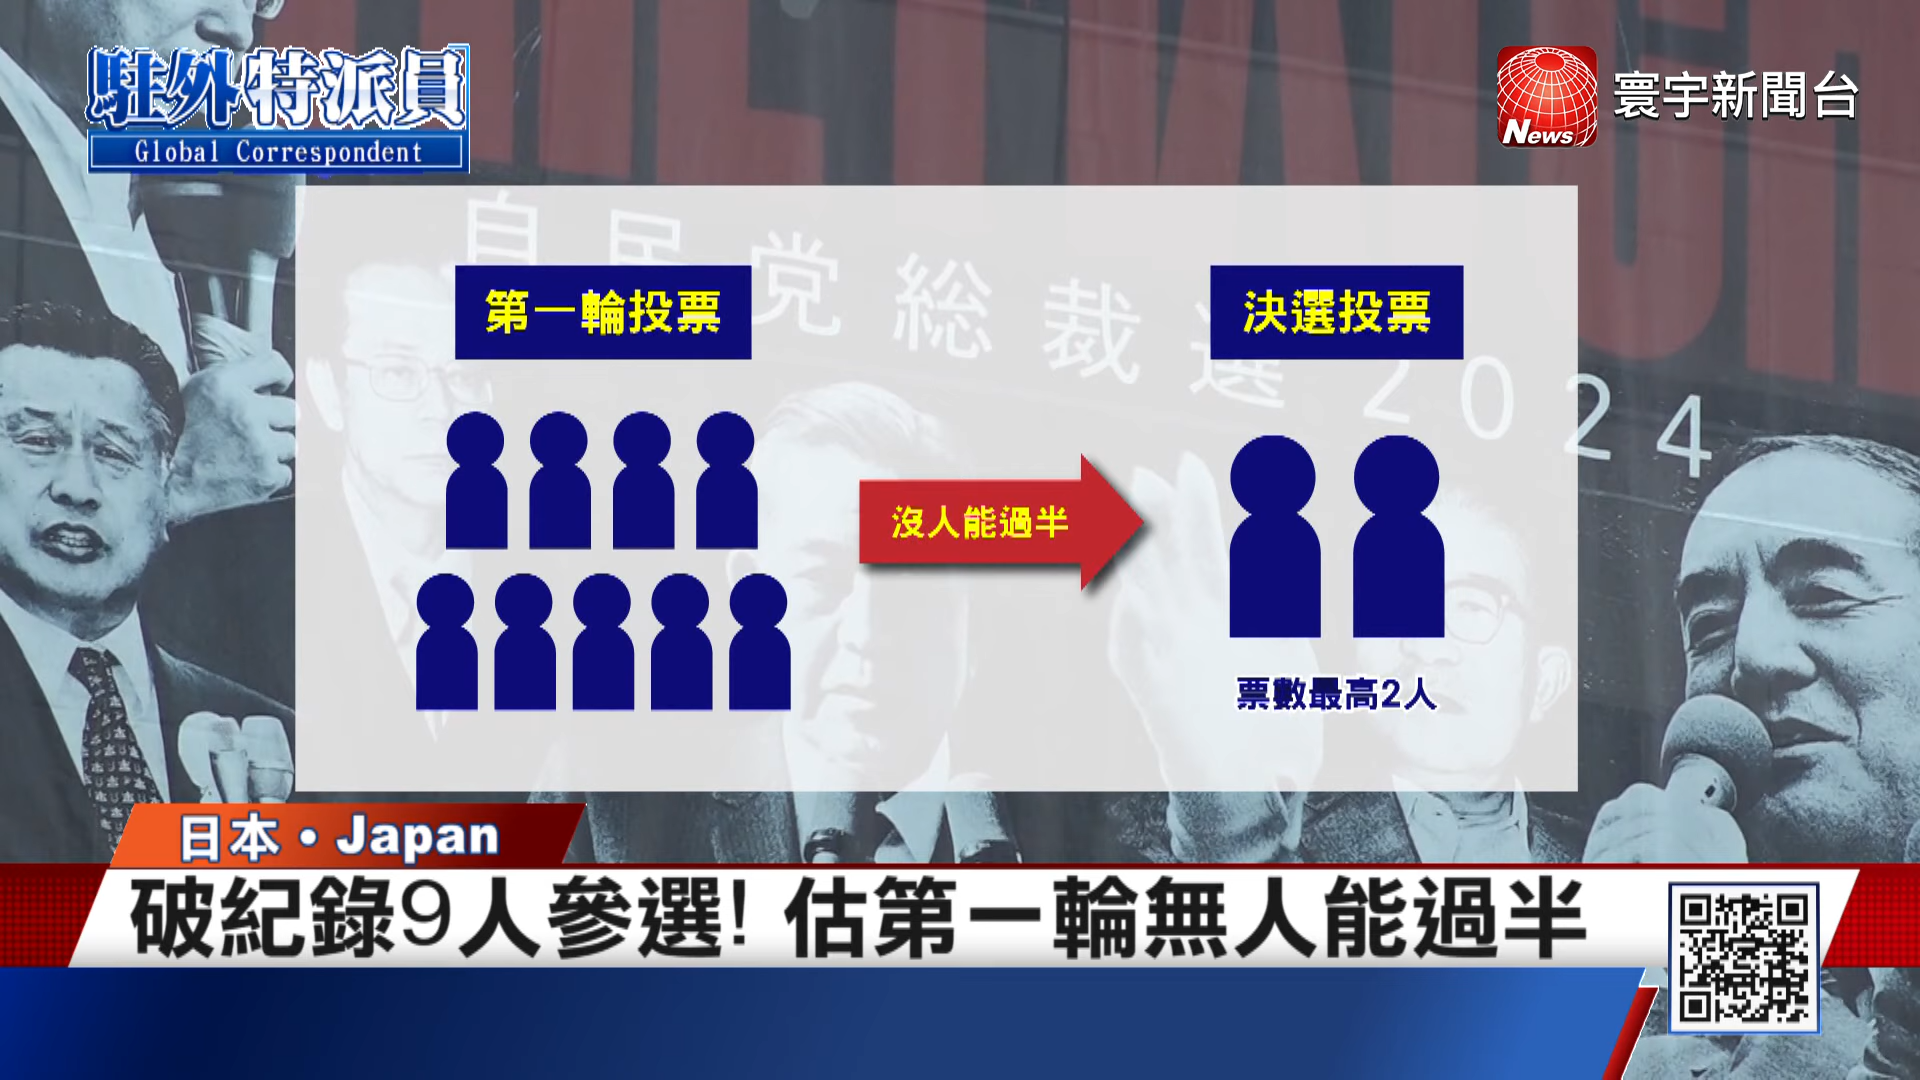 駐外特派員
Global Correspondent
News
寰宇新聞台
THE MATCH
自民党総裁選2024
第一輪投票
決選投票
沒人能過半
票數最高2人
日本・Japan
破紀錄9人參選! 估第一輪無人能過半